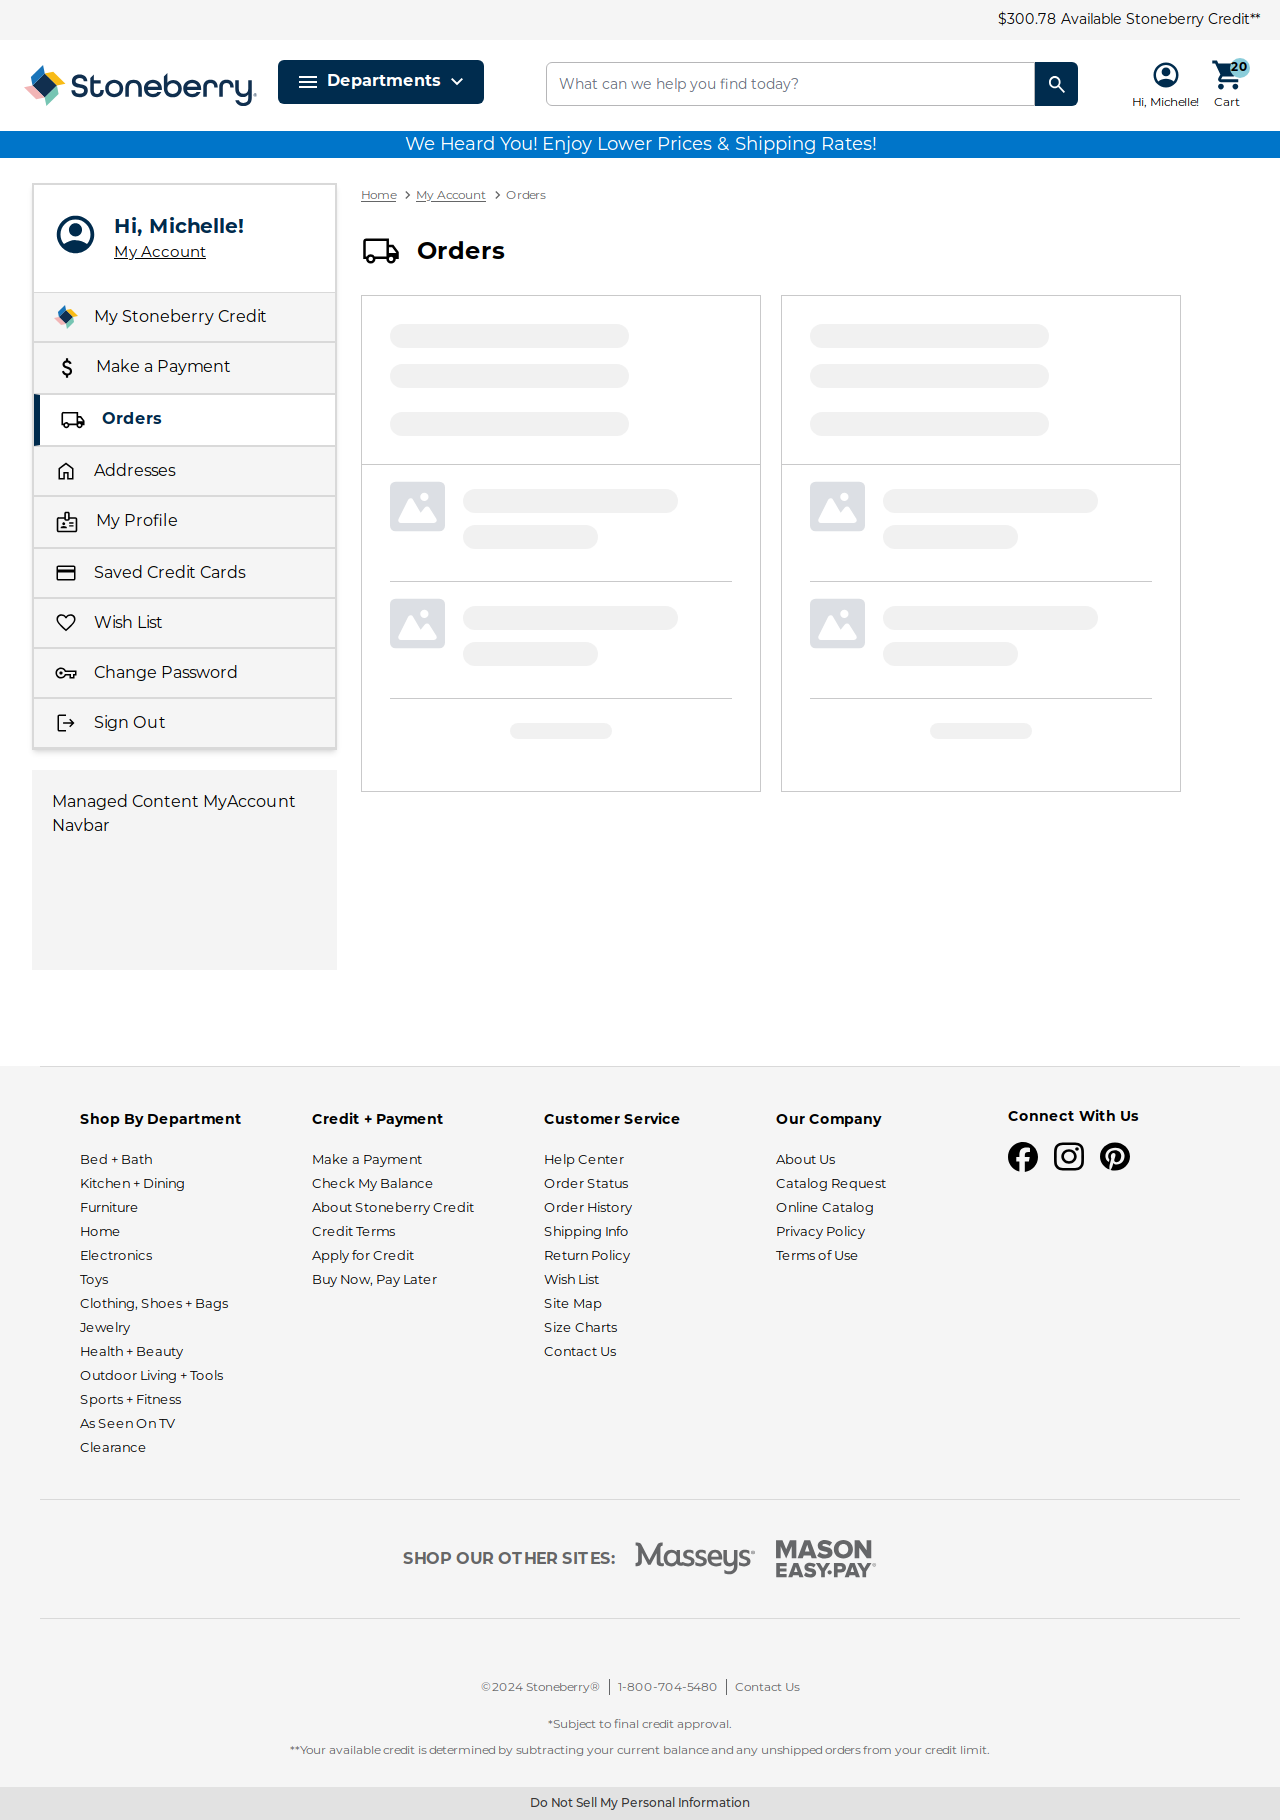 $300.78 Available Stoneberry Credit**
Stoneberry.
Departments
What can we help you find today?
Hi, Michelle!
20
Cart
We Heard You! Enjoy Lower Prices & Shipping Rates!
Hi, Michelle!
My Account
My Stoneberry Credit
Make a Payment
Orders
Addresses
My Profile
Saved Credit Cards
Wish List
Change Password
Sign Out
Managed Content MyAccount
Navbar
Home > My Account > Orders
Orders
Shop By Department
Bed + Bath
Kitchen + Dining
Furniture
Home
Electronics
Toys
Clothing, Shoes + Bags
Jewelry
Health + Beauty
Outdoor Living + Tools
Sports + Fitness
As Seen On TV
Clearance
Credit + Payment
Make a Payment
Check My Balance
About Stoneberry Credit
Credit Terms
Apply for Credit
Buy Now, Pay Later
Customer Service
Help Center
Order Status
Order History
Shipping Info
Return Policy
Wish List
Site Map
Size Charts
Contact Us
Our Company
About Us
Catalog Request
Online Catalog
Privacy Policy
Terms of Use
Connect With Us
SHOP OUR OTHER SITES:
Masseys
MASON
EASY•PAY
©2024 Stoneberry® | 1-800-704-5480 | Contact Us
*Subject to final credit approval.
**Your available credit is determined by subtracting your current balance and any unshipped orders from your credit limit.
Do Not Sell My Personal Information